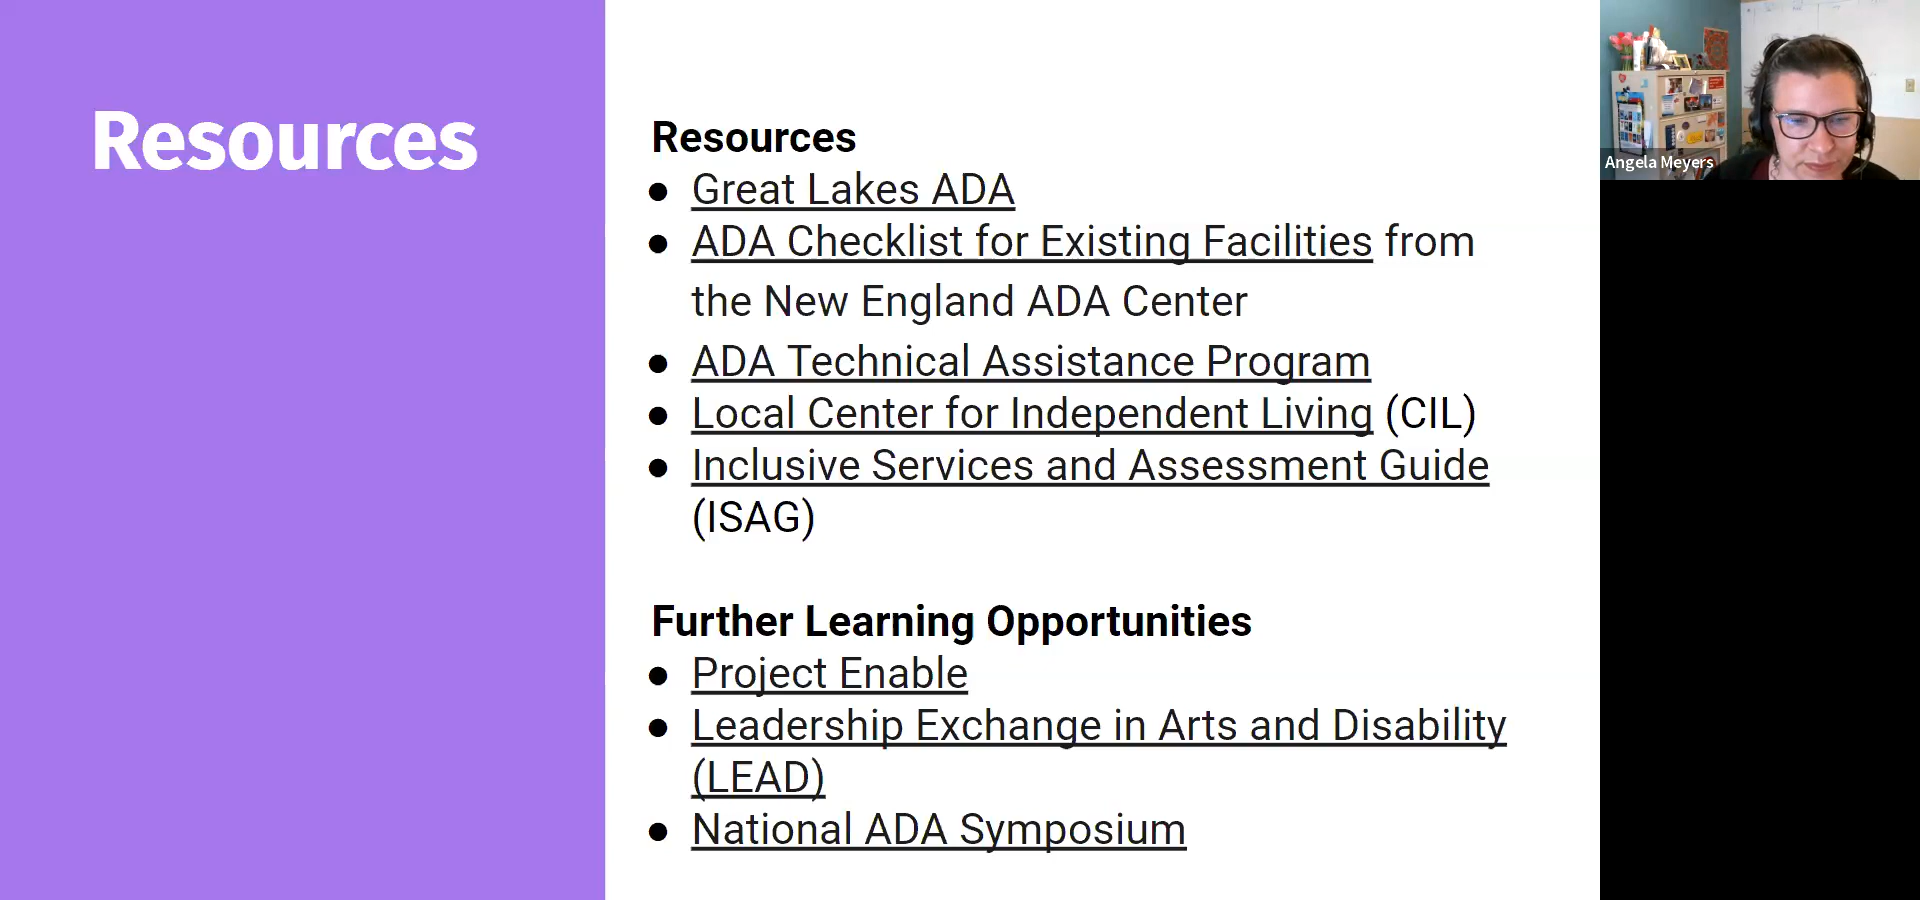 Resources
Resources
● Great Lakes ADA
● ADA Checklist for Existing Facilities from
the New England ADA Center
● ADA Technical Assistance Program
● Local Center for Independent Living (CIL)
● Inclusive Services and Assessment Guide
(ISAG)
Further Learning Opportunities
● Project Enable
● Leadership Exchange in Arts and Disability
(LEAD)
● National ADA Symposium
Angela Meyers